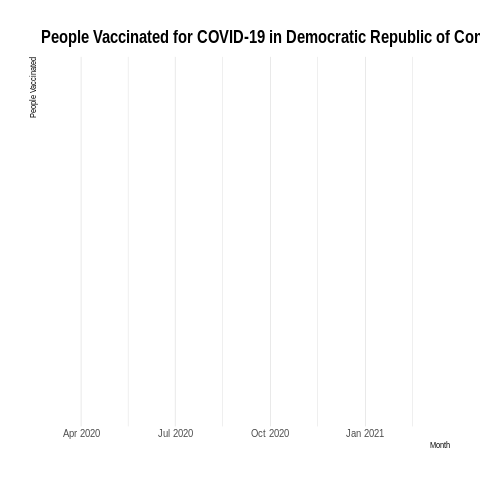 People Vaccinated for COVID-19 in Democratic Republic of Con
People Vaccinated
Apr 2020 Jul 2020 Oct 2020 Jan 2021
Month